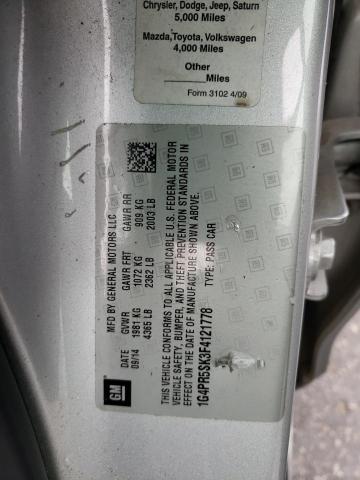 Chrysler, Dodge, Jeep, Saturn
5,000 Miles
Mazda, Toyota, Volkswagen
4,000 Miles
Other
_____Miles
Form 3102 4/09
MFD BY GENERAL MOTORS LLC
DATE GVWR GAWR FRT GAWR RR
09/14 1981 KG 1072 KG 909 KG
4365 LB 2362 LB 2003 LB
THIS VEHICLE CONFORMS TO ALL APPLICABLE U.S. FEDERAL MOTOR
VEHICLE SAFETY, BUMPER, AND THEFT PREVENTION STANDARDS IN
EFFECT ON THE DATE OF MANUFACTURE SHOWN ABOVE.
TYPE: PASS CAR
1G4PR5SK3F4121778
GM